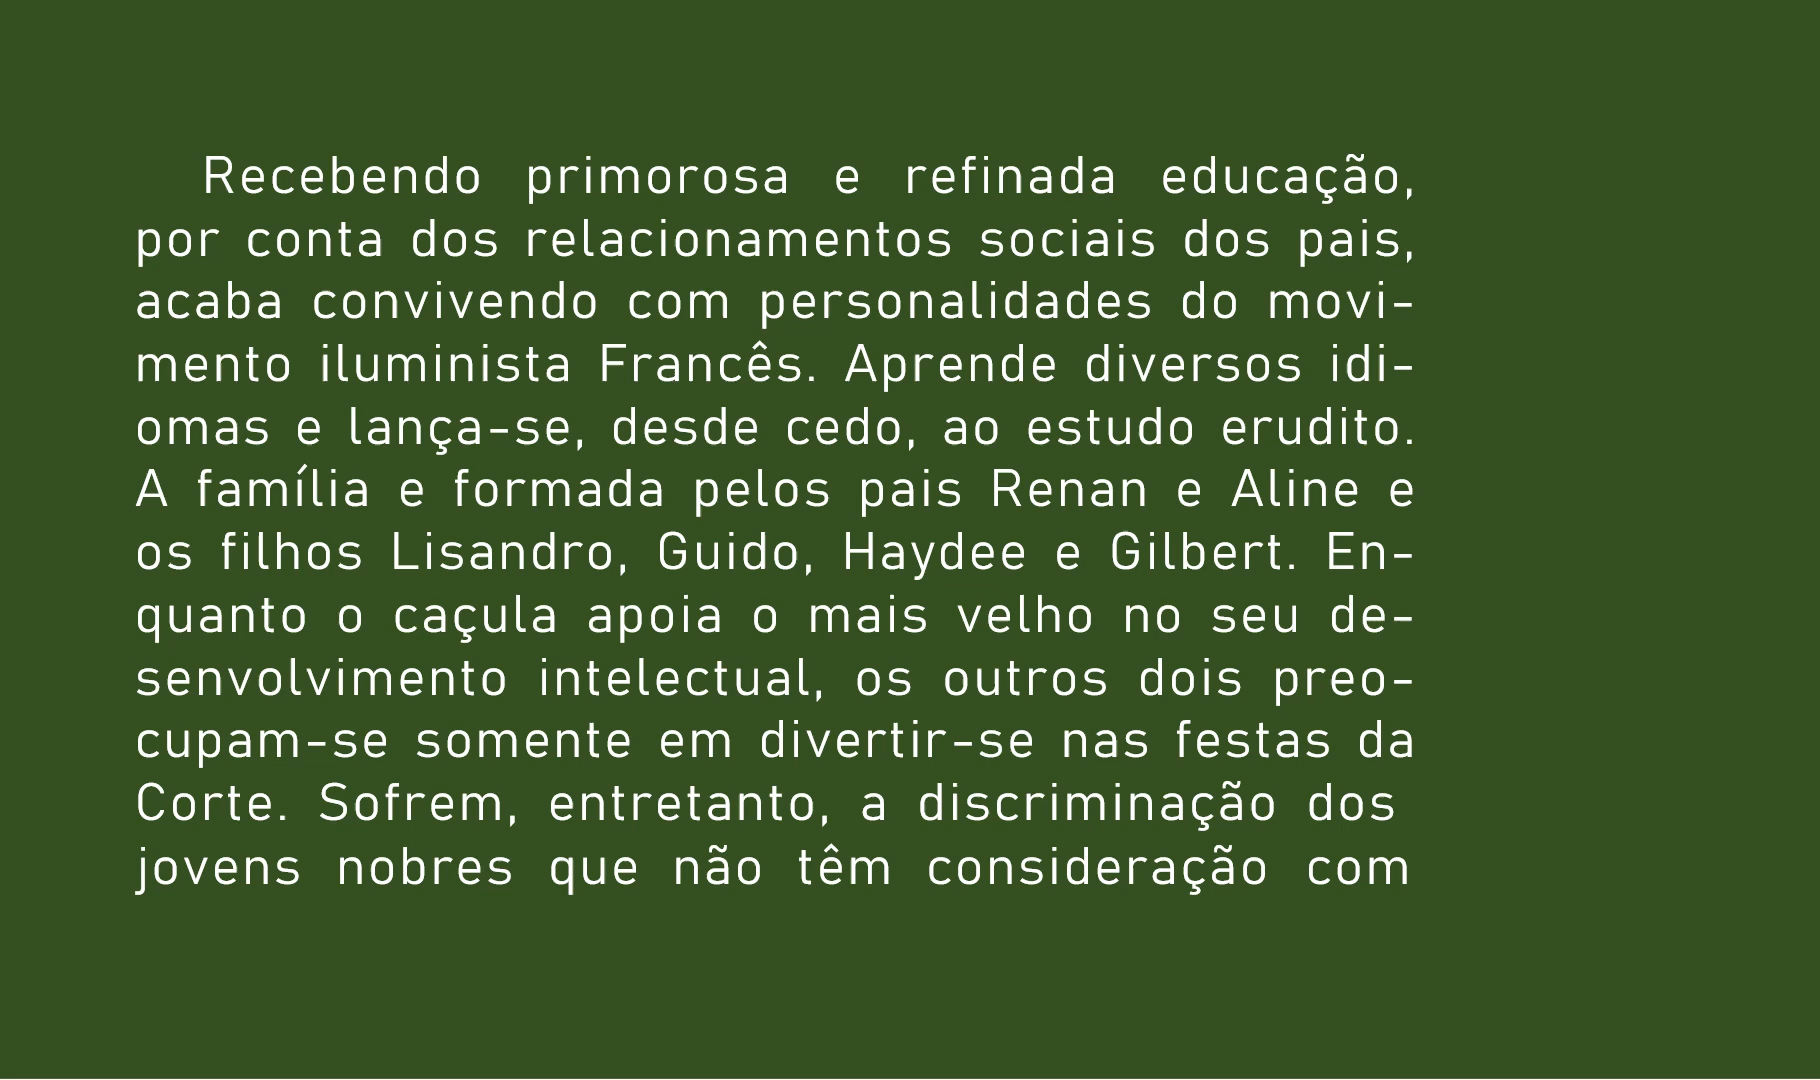 Recebendo primorosa e refinada educação,
por conta dos relacionamentos sociais dos pais,
acaba convivendo com personalidades do movi-
mento iluminista Francês. Aprende diversos idi-
omas e lança-se, desde cedo, ao estudo erudito.
A família e formada pelos pais Renan e Aline e
os filhos Lisandro, Guido, Haydee e Gilbert. En-
quanto o caçula apoia o mais velho no seu de-
senvolvimento intelectual, os outros dois preo-
cupam-se somente em divertir-se nas festas da
Corte. Sofrem, entretanto, a discriminação dos
jovens nobres que não têm consideração com